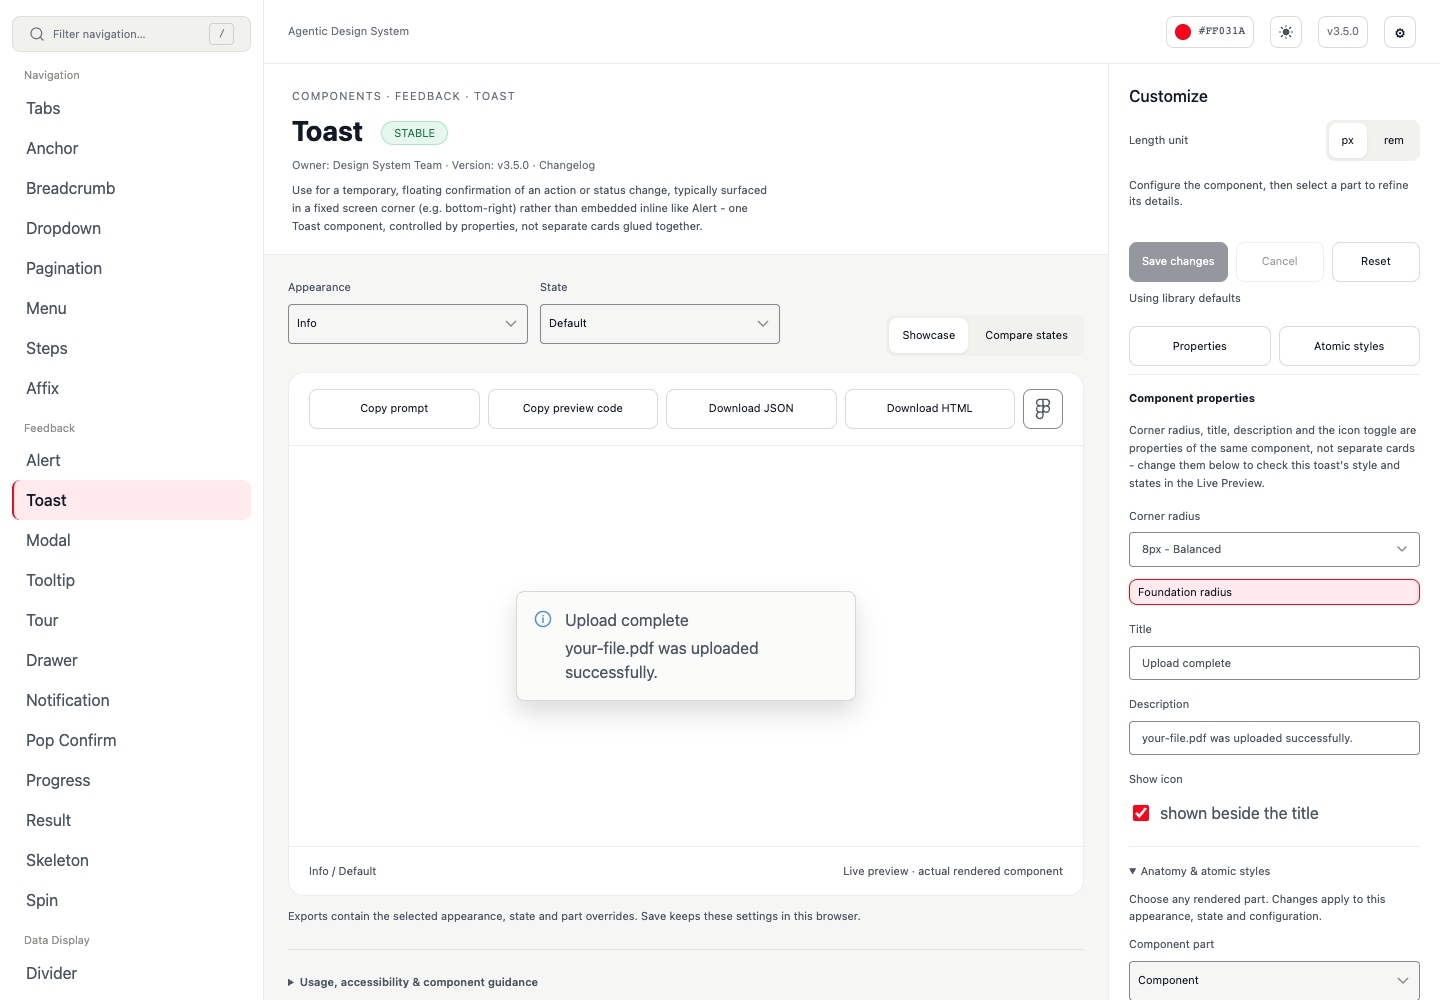 Filter navigation...
/
Navigation
Tabs
Anchor
Breadcrumb
Dropdown
Pagination
Menu
Steps
Affix
Feedback
Alert
Toast
Modal
Tooltip
Tour
Drawer
Notification
Pop Confirm
Progress
Result
Skeleton
Spin
Data Display
Divider
Agentic Design System
#FF031A
v3.5.0
COMPONENTS · FEEDBACK · TOAST
Toast
STABLE
Owner: Design System Team · Version: v3.5.0 · Changelog
Use for a temporary, floating confirmation of an action or status change, typically surfaced
in a fixed screen corner (e.g. bottom-right) rather than embedded inline like Alert - one
Toast component, controlled by properties, not separate cards glued together.
Appearance
Info
State
Default
Showcase
Compare states
Copy prompt
Copy preview code
Download JSON
Download HTML
Upload complete
your-file.pdf was uploaded
successfully.
Info / Default
Live preview · actual rendered component
Exports contain the selected appearance, state and part overrides. Save keeps these settings in this browser.
Usage, accessibility & component guidance
Customize
Length unit
px
rem
Configure the component, then select a part to refine
its details.
Save changes
Cancel
Reset
Using library defaults
Properties
Atomic styles
Component properties
Corner radius, title, description and the icon toggle are
properties of the same component, not separate cards
- change them below to check this toast's style and
states in the Live Preview.
Corner radius
8px - Balanced
Foundation radius
Title
Upload complete
Description
your-file.pdf was uploaded successfully.
Show icon
shown beside the title
Anatomy & atomic styles
Choose any rendered part. Changes apply to this
appearance, state and configuration.
Component part
Component